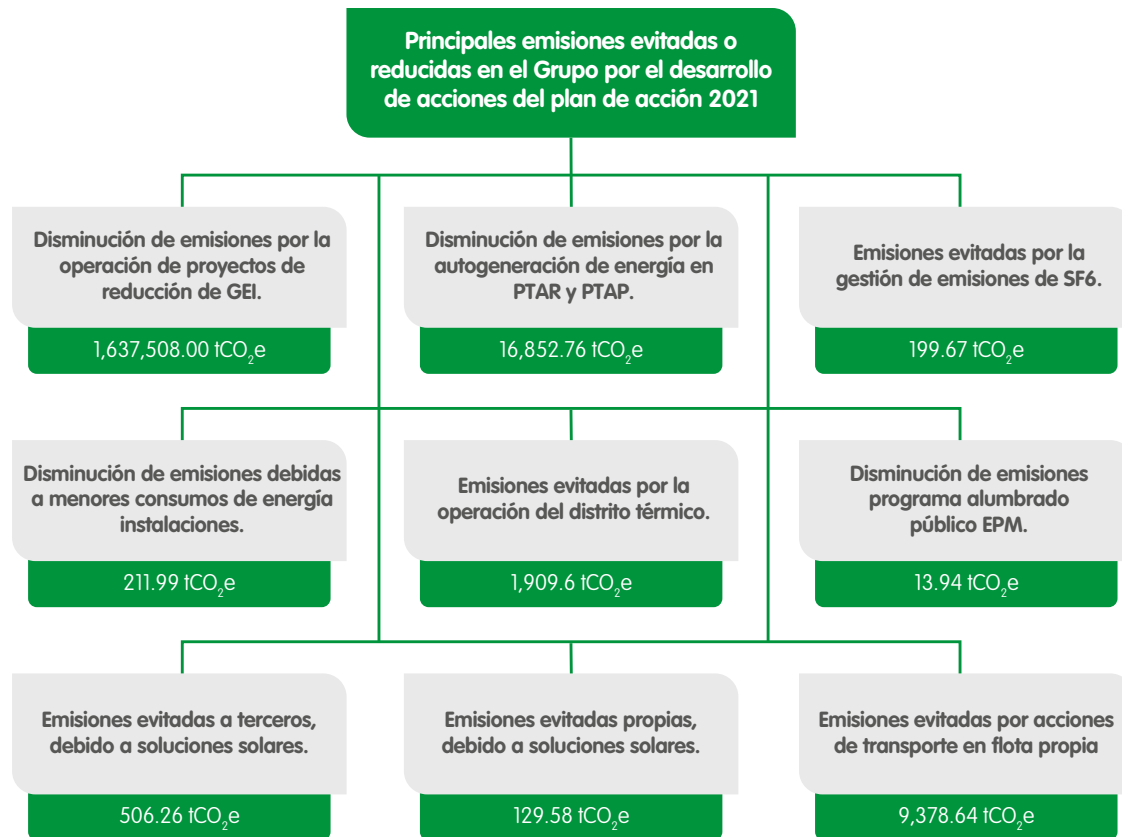 Principales emisiones evitadas o
reducidas en el Grupo por el desarrollo
de acciones del plan de acción 2021
Disminución de emisiones por la
operación de proyectos de
reducción de GEI.
1,637,508.00 tCO₂e
Disminución de emisiones por la
autogeneración de energía en
PTAR y PTAP.
16,852.76 tCO₂e
Emisiones evitadas por la
gestión de emisiones de SF6.
199.67 tCO₂e
Disminución de emisiones debidas
a menores consumos de energía
instalaciones.
211.99 tCO₂e
Emisiones evitadas por la
operación del distrito térmico.
1,909.6 tCO₂e
Disminución de emisiones
programa alumbrado
público EPM.
13.94 tCO₂e
Emisiones evitadas a terceros,
debido a soluciones solares.
506.26 tCO₂e
Emisiones evitadas propias,
debido a soluciones solares.
129.58 tCO₂e
Emisiones evitadas por acciones
de transporte en flota propia
9,378.64 tCO₂e